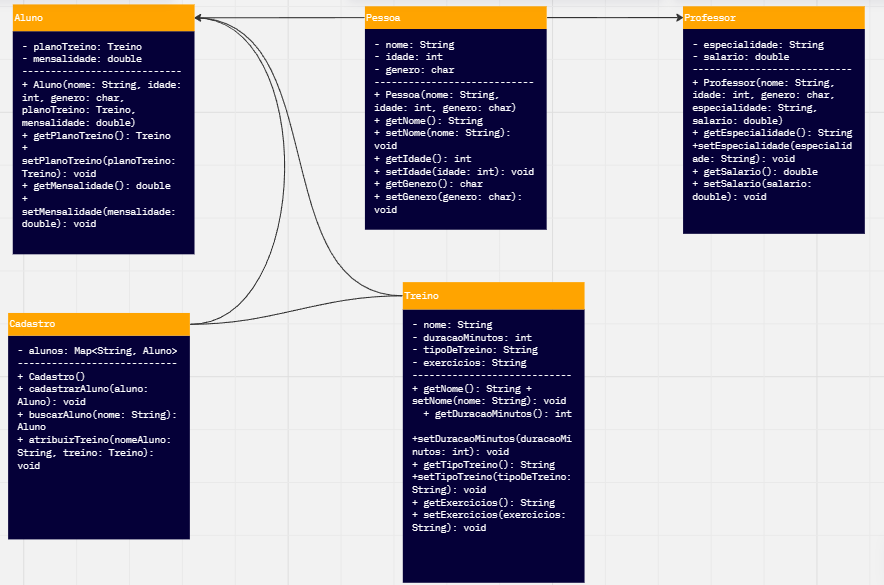 Aluno
- planoTreino: Treino
- mensalidade: double
----------------------------
+ Aluno(nome: String, idade:
int, genero: char,
planoTreino: Treino,
mensalidade: double)
+ getPlanoTreino(): Treino
+
setPlanoTreino(planoTreino:
Treino): void
+ getMensalidade(): double
+
setMensalidade(mensalidade:
double): void
Pessoa
- nome: String
- idade: int
- genero: char
----------------------------
+ Pessoa(nome: String,
idade: int, genero: char)
+ getNome(): String
+ setNome(nome: String):
void
+ getIdade(): int
+ setIdade(idade: int): void
+ getGenero(): char
+ setGenero(genero: char):
void
Professor
- especialidade: String
- salario: double
----------------------------
+ Professor(nome: String,
idade: int, genero: char,
especialidade: String,
salario: double)
+ getEspecialidade(): String
+setEspecialidade(especialid
ade: String): void
+ getSalario(): double
+ setSalario(salario:
double): void
Cadastro
- alunos: Map<String, Aluno>
----------------------------
+ Cadastro()
+ cadastrarAluno(aluno:
Aluno): void
+ buscarAluno(nome: String):
Aluno
+ atribuirTreino(nomeAluno:
String, treino: Treino):
void
Treino
- nome: String
- duracaoMinutos: int
- tipoDeTreino: String
- exercicios: String
----------------------------
+ getNome(): String +
setNome(nome: String): void
+ getDuracaoMinutos(): int
+setDuracaoMinutos(duracaoMi
nutos: int): void
+ getTipoTreino(): String
+setTipoTreino(tipoDeTreino:
String): void
+ getExercicios(): String
+ setExercicios(exercicios:
String): void